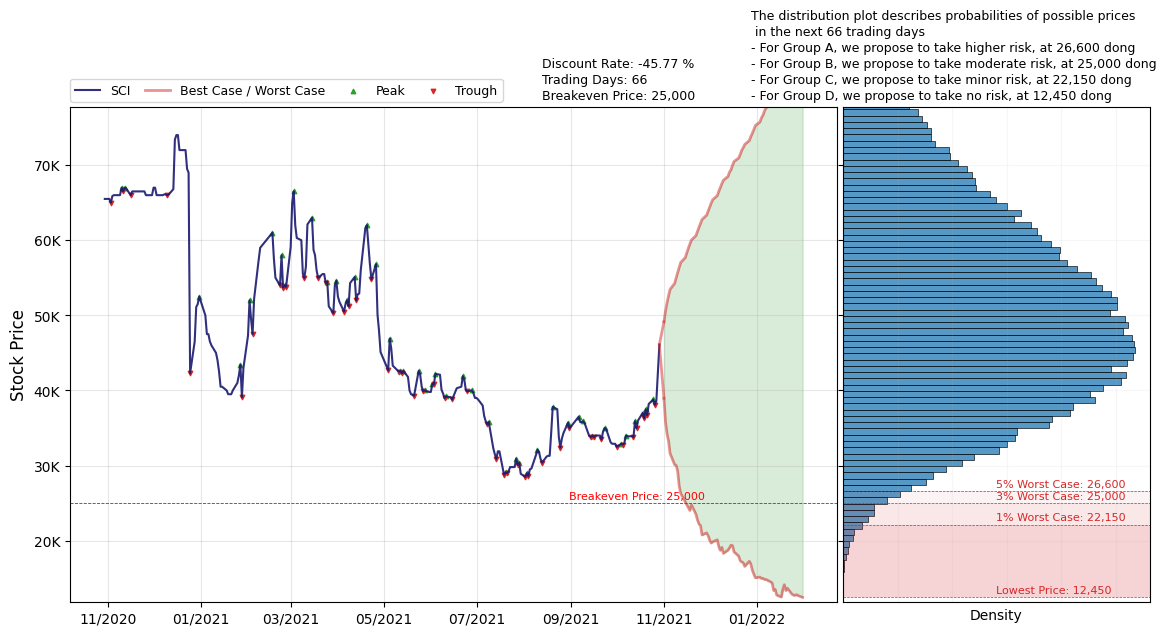 The distribution plot describes probabilities of possible prices
in the next 66 trading days
- For Group A, we propose to take higher risk, at 26,600 dong
- For Group B, we propose to take moderate risk, at 25,000 dong
- For Group C, we propose to take minor risk, at 22,150 dong
- For Group D, we propose to take no risk, at 12,450 dong
Discount Rate: -45.77 %
Trading Days: 66
Breakeven Price: 25,000
SCI Best Case / Worst Case Peak Trough
Stock Price
70K
60K
50K
40K
30K
20K
Breakeven Price: 25,000
5% Worst Case: 26,600
3% Worst Case: 25,000
1% Worst Case: 22,150
Lowest Price: 12,450
11/2020 01/2021 03/2021 05/2021 07/2021 09/2021 11/2021 01/2022
Density